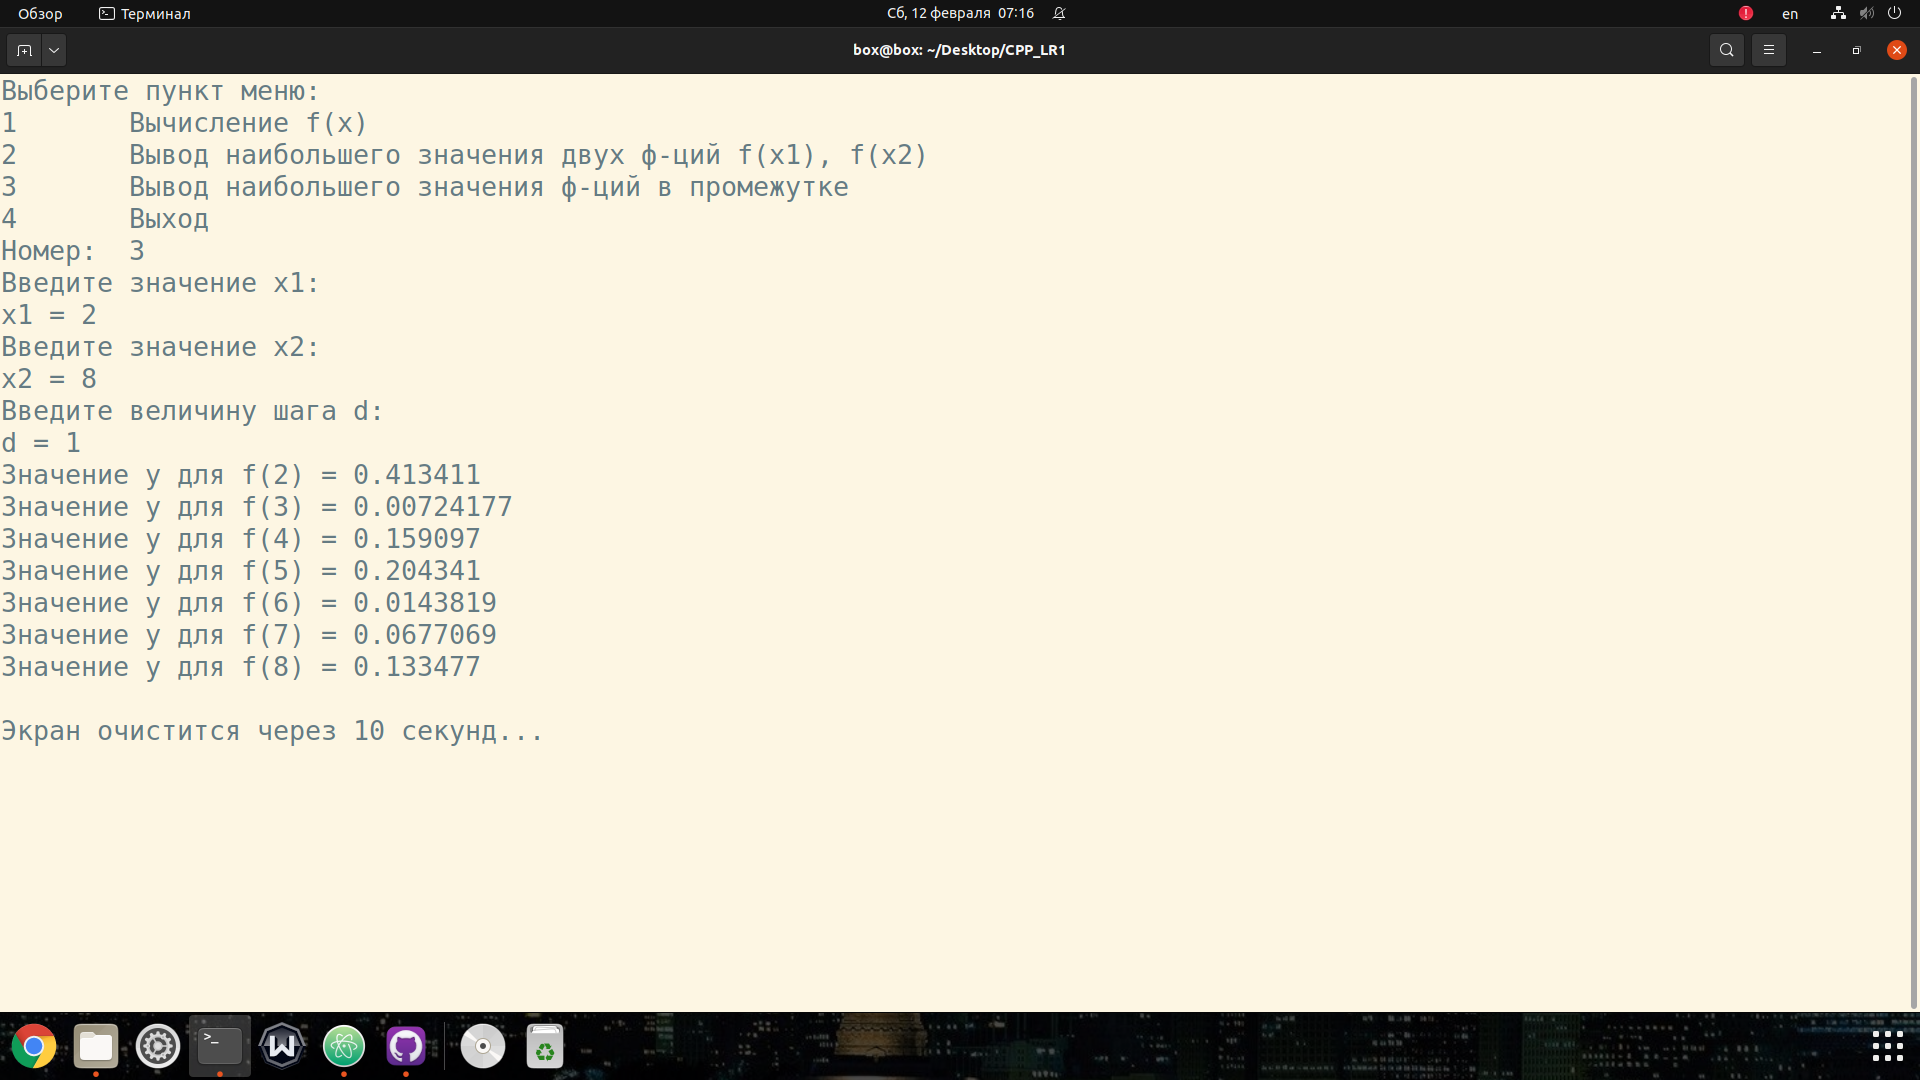 Обзор Терминал Сб, 12 февраля 07:16 en
box@box: ~/Desktop/CPP_LR1
Выберите пункт меню:
1 Вычисление f(x)
2 Вывод наибольшего значения двух ф-ций f(x1), f(x2)
3 Вывод наибольшего значения ф-ций в промежутке
4 Выход
Номер: 3
Введите значение x1:
x1 = 2
Введите значение x2:
x2 = 8
Введите величину шага d:
d = 1
Значение y для f(2) = 0.413411
Значение y для f(3) = 0.00724177
Значение y для f(4) = 0.159097
Значение y для f(5) = 0.204341
Значение y для f(6) = 0.0143819
Значение y для f(7) = 0.0677069
Значение y для f(8) = 0.133477
Экран очистится через 10 секунд...